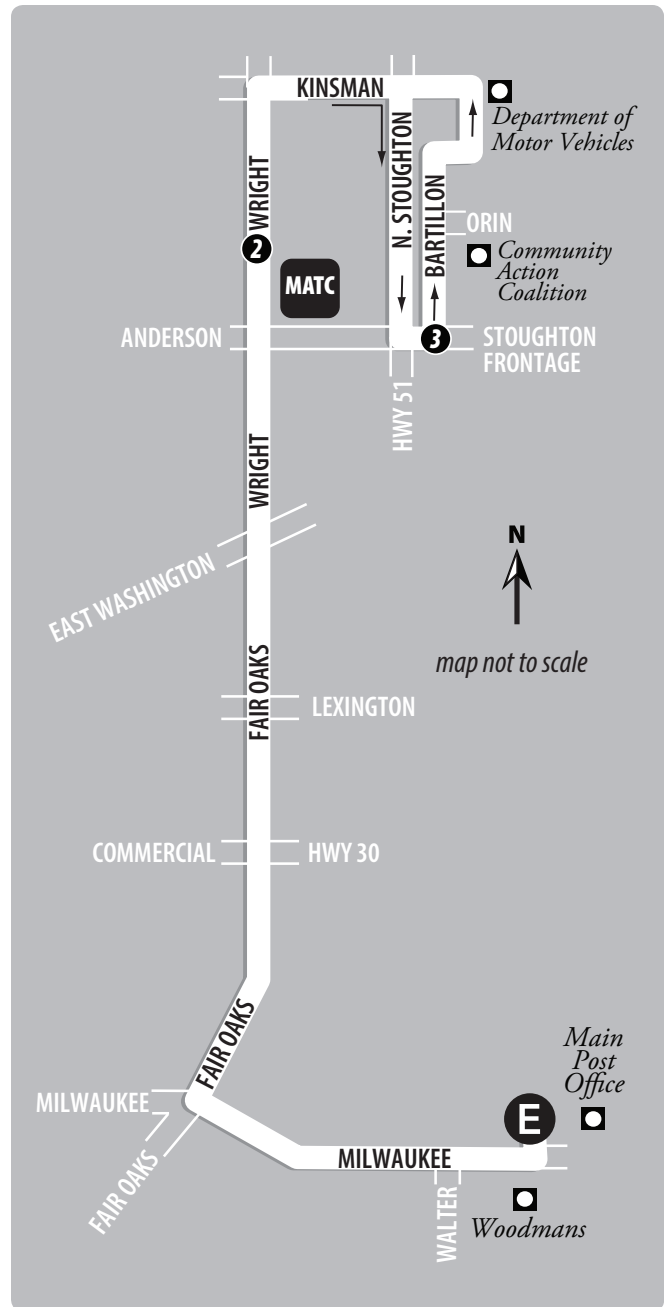 KINSMAN
Department of
Motor Vehicles
N. STOUGHTON
WRIGHT
BARTILLON
ORIN
2
Community
Action
Coalition
MATC
ANDERSON
3
STOUGHTON
FRONTAGE
HWY 51
WRIGHT
N
EAST WASHINGTON
map not to scale
FAIR OAKS
LEXINGTON
COMMERCIAL
HWY 30
FAIR OAKS
Main
Post
Office
MILWAUKEE
E
FAIR OAKS
MILWAUKEE
WALTER
Woodmans